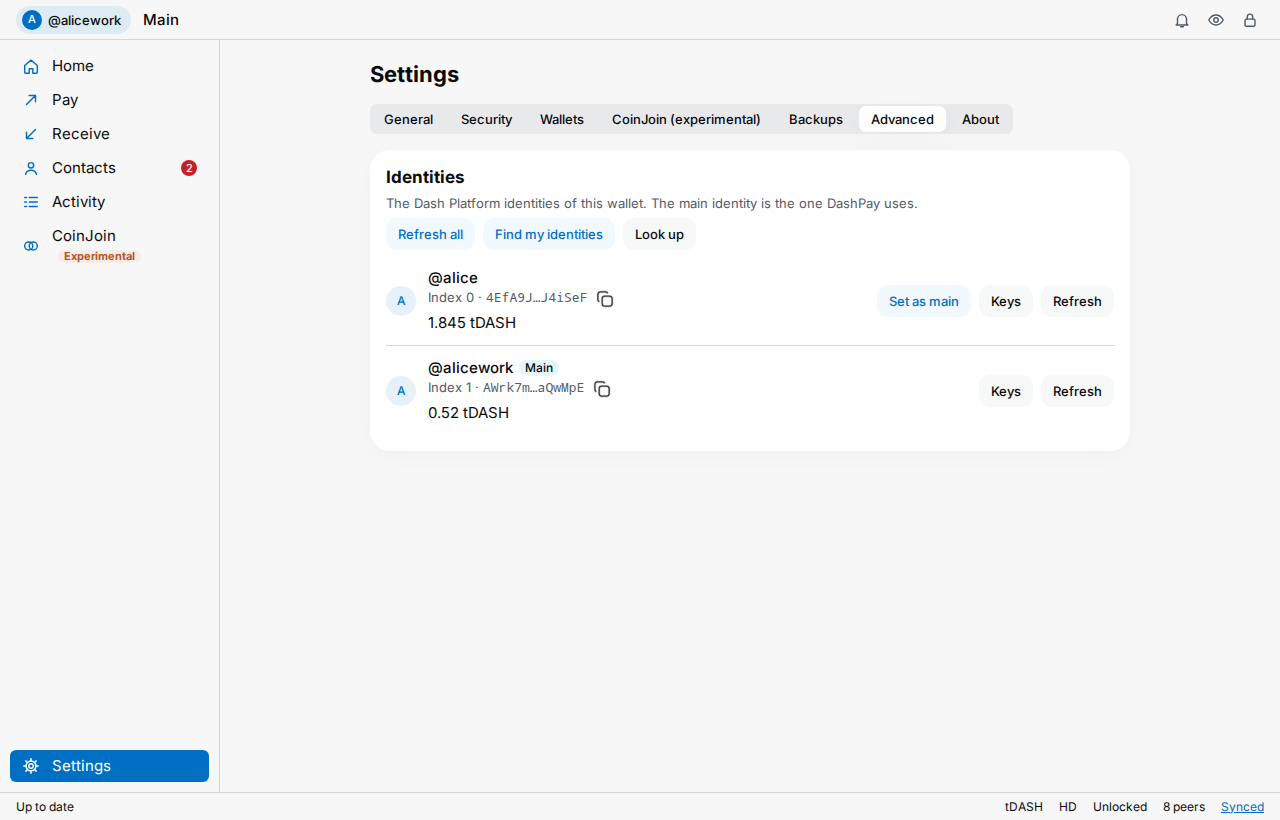 A @alicework Main
Home
Pay
Receive
Contacts 2
Activity
CoinJoin
Experimental
Settings
Settings
General Security Wallets CoinJoin (experimental) Backups Advanced About
Identities
The Dash Platform identities of this wallet. The main identity is the one DashPay uses.
Refresh all Find my identities Look up
A
@alice
Index 0 · 4EfA9J…J4iSeF
1.845 tDASH
Set as main Keys Refresh
A
@alicework Main
Index 1 · AWrk7m…aQwMpE
0.52 tDASH
Keys Refresh
Up to date tDASH HD Unlocked 8 peers Synced